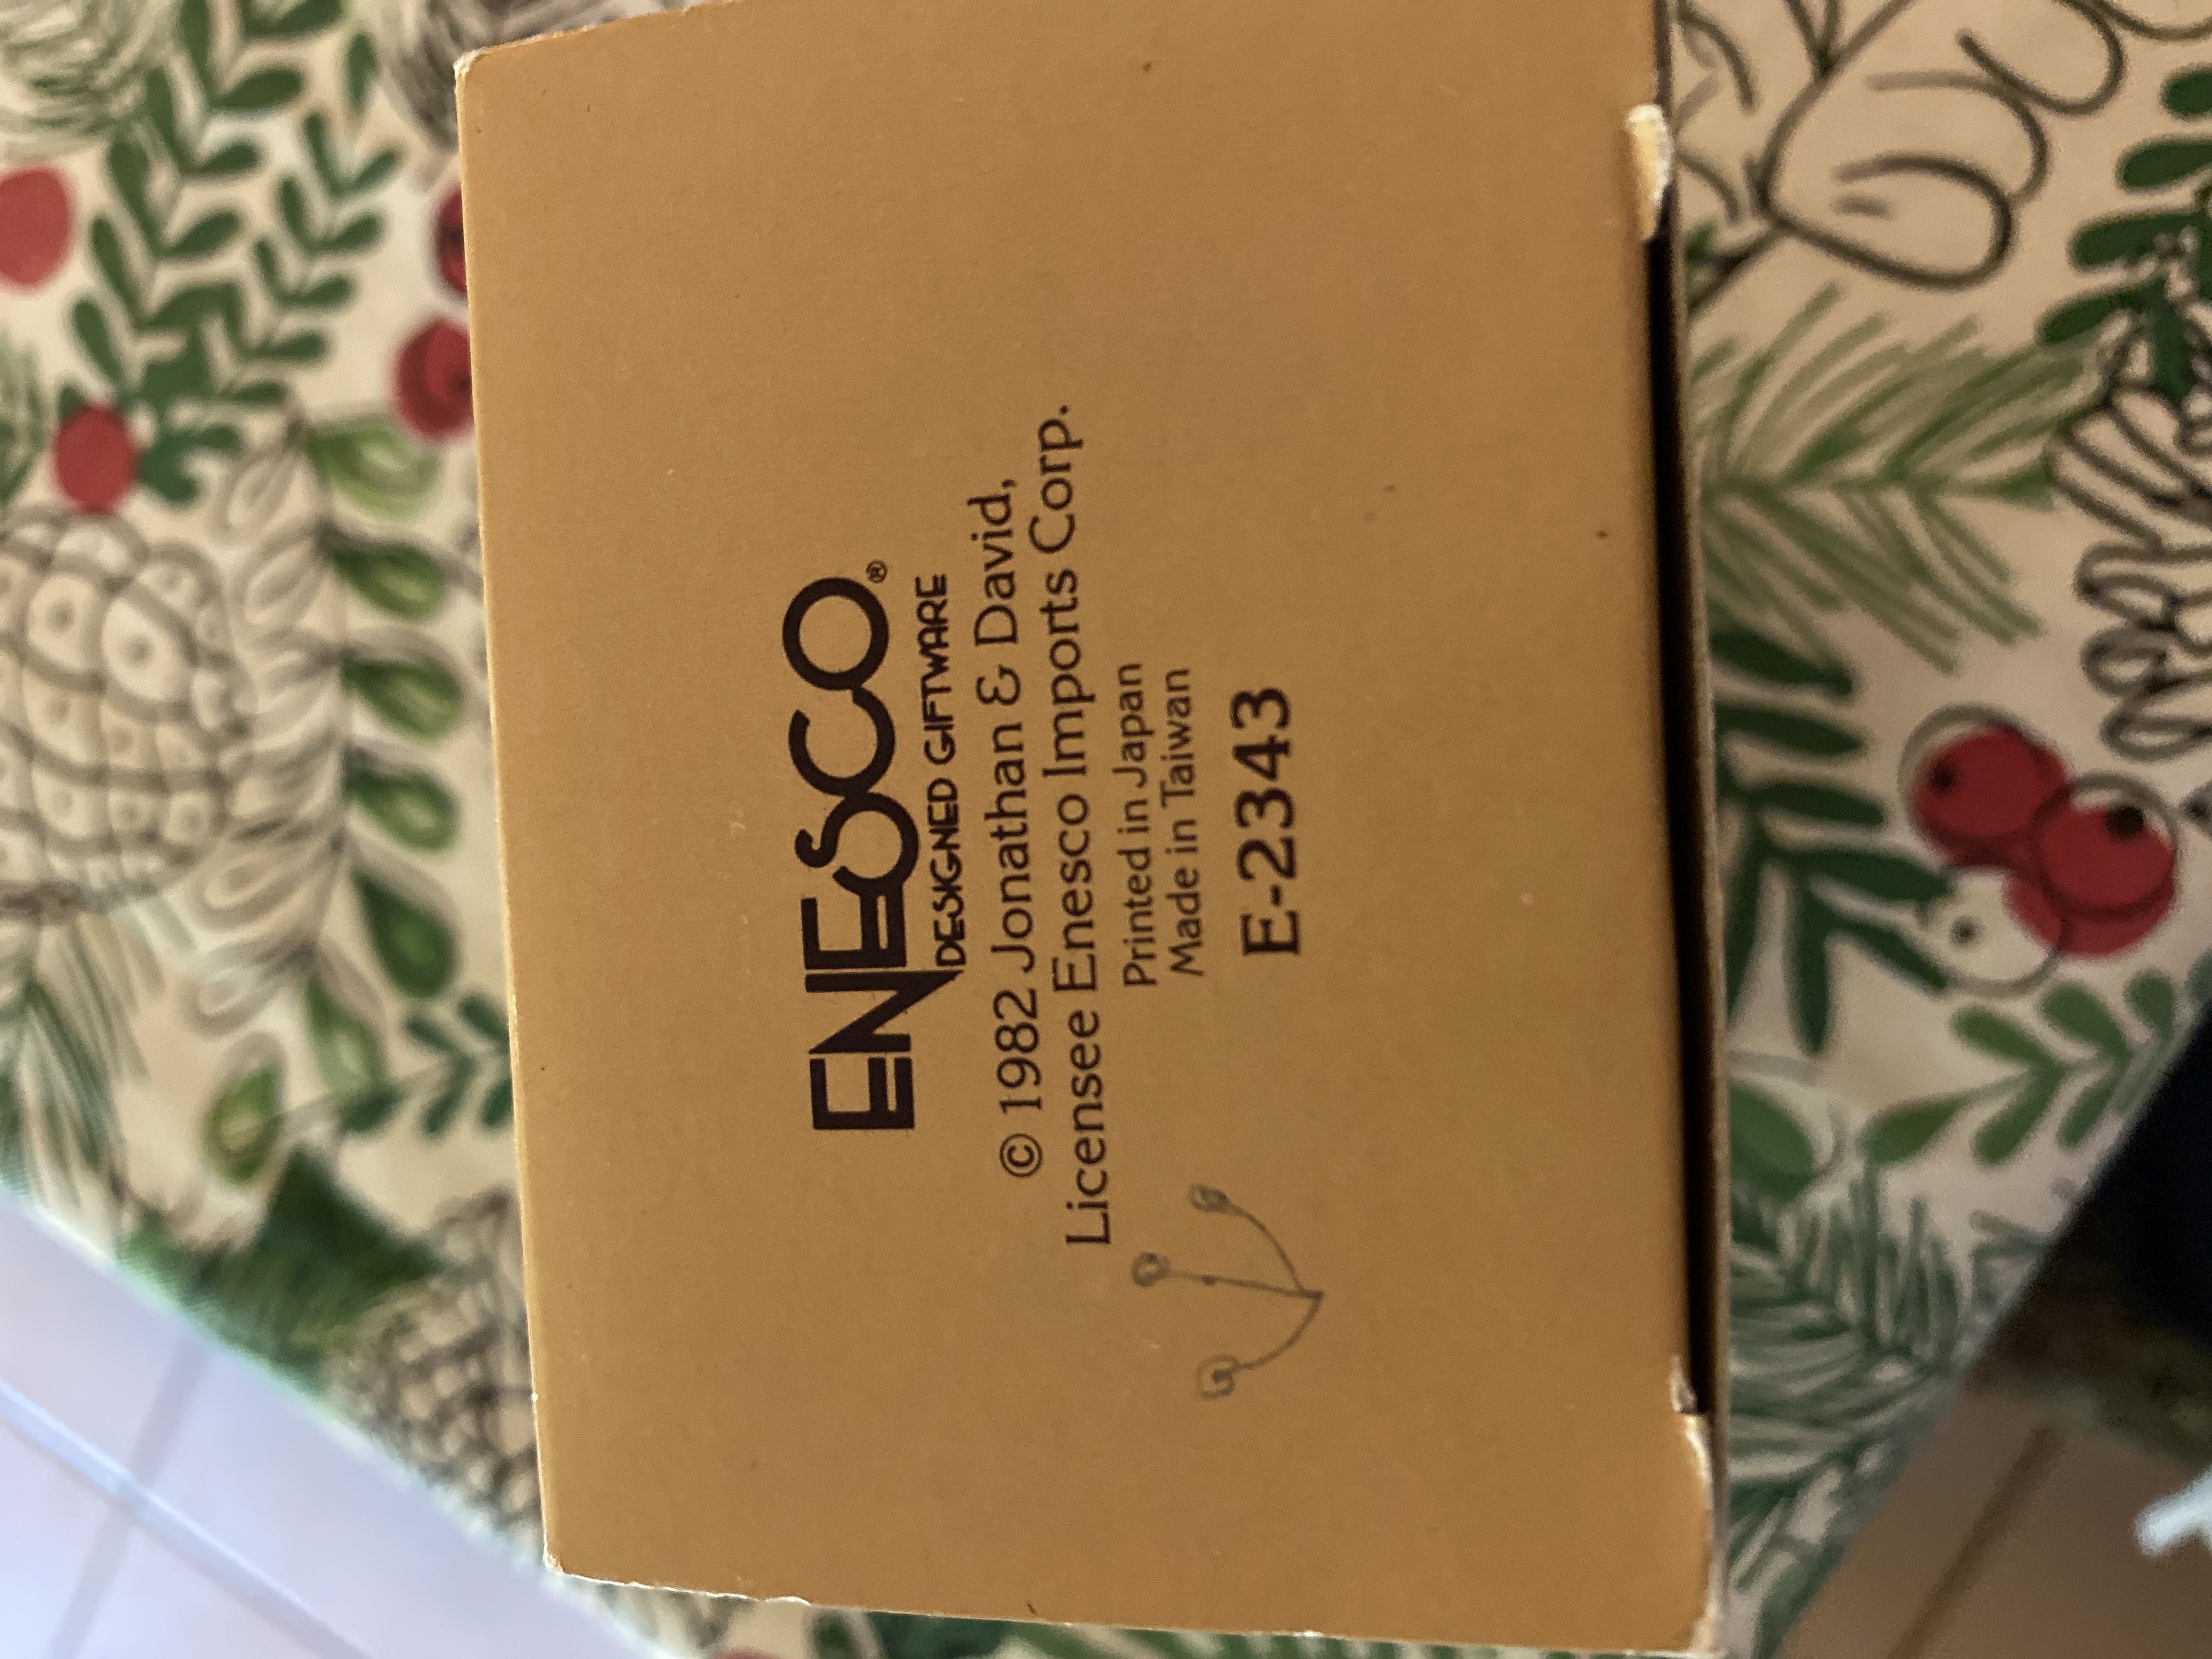 ENESCO®
DESIGNED GIFTWARE
© 1982 Jonathan & David,
Licensee Enesco Imports Corp.
Printed in Japan
Made in Taiwan
E-2343